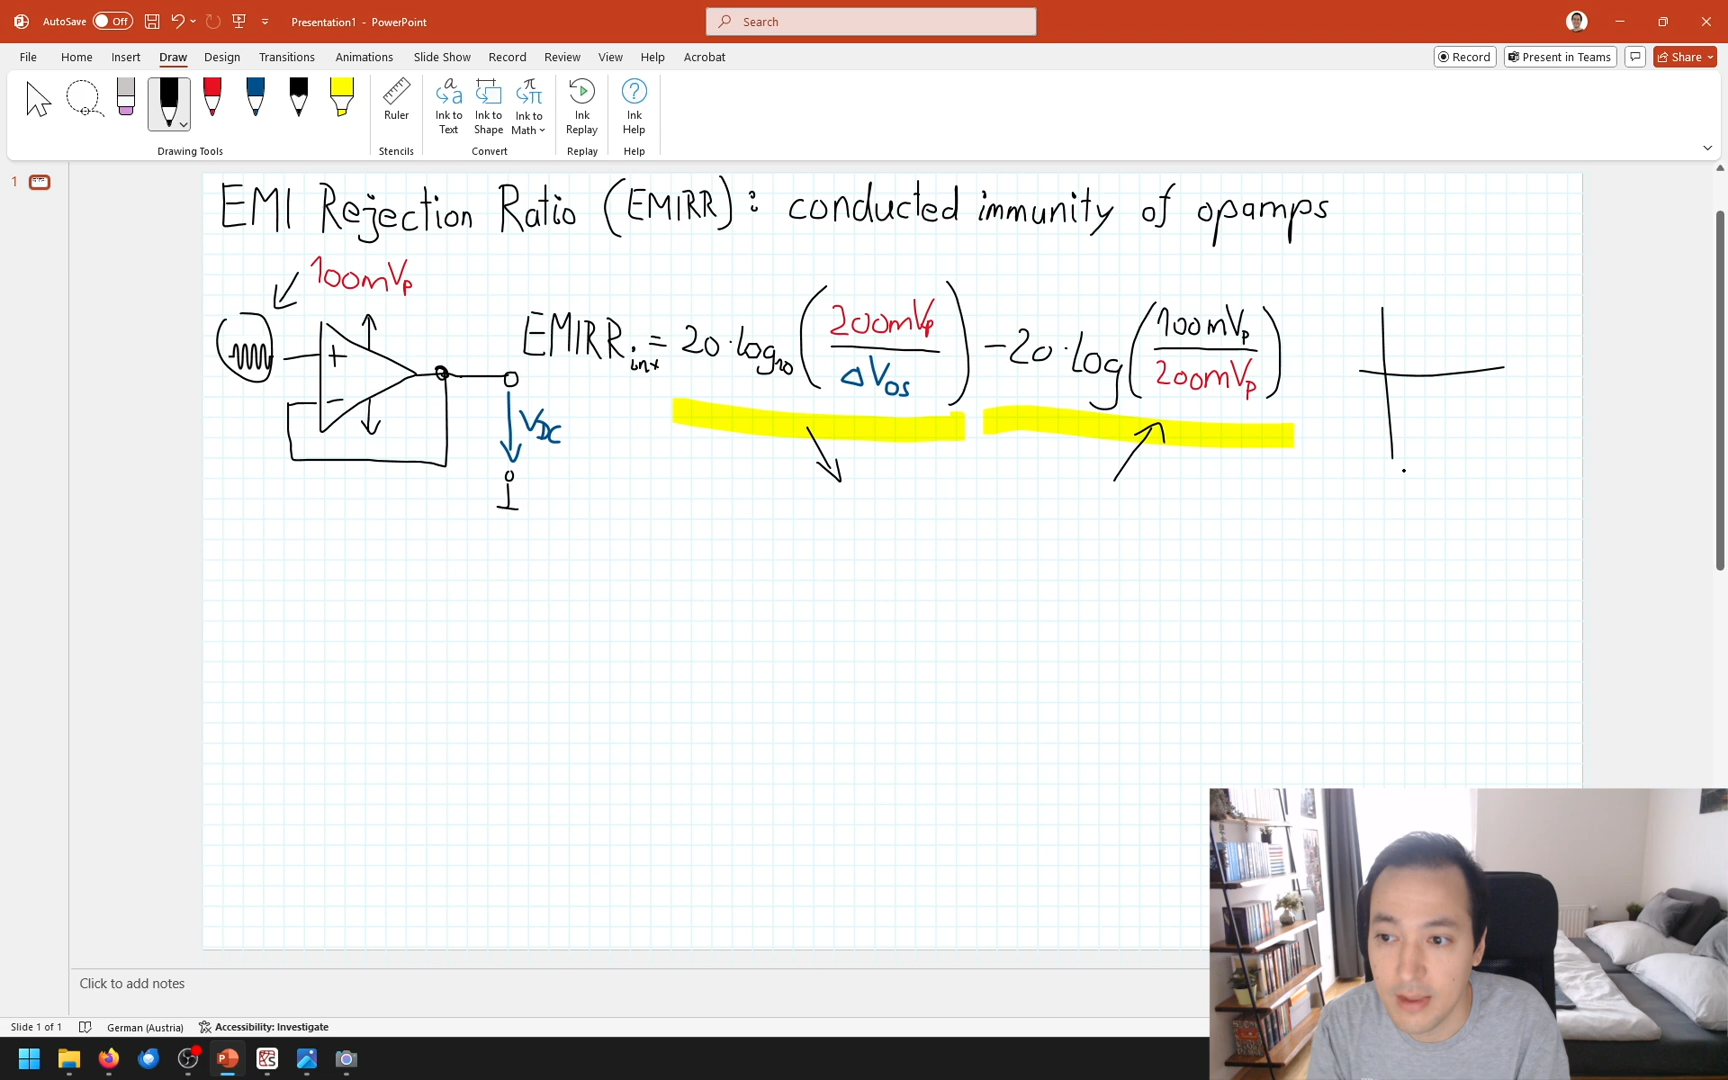 AutoSave Off Presentation1 - PowerPoint Search
File Home Insert Draw Design Transitions Animations Slide Show Record Review View Help Acrobat Record Present in Teams Share
Ruler
Ink to Text
Ink to Shape
Ink to Math
Ink Replay
Ink Help
Drawing Tools Stencils Convert Replay Help
1
EMI Rejection Ratio (EMIRR): conducted immunity of opamps
100mVp
EMIRR in+ = 20·log10 (200mVp / ΔVos) - 20·log (100mVp / 200mVp)
+
-
VDC
Click to add notes
Slide 1 of 1 German (Austria) Accessibility: Investigate